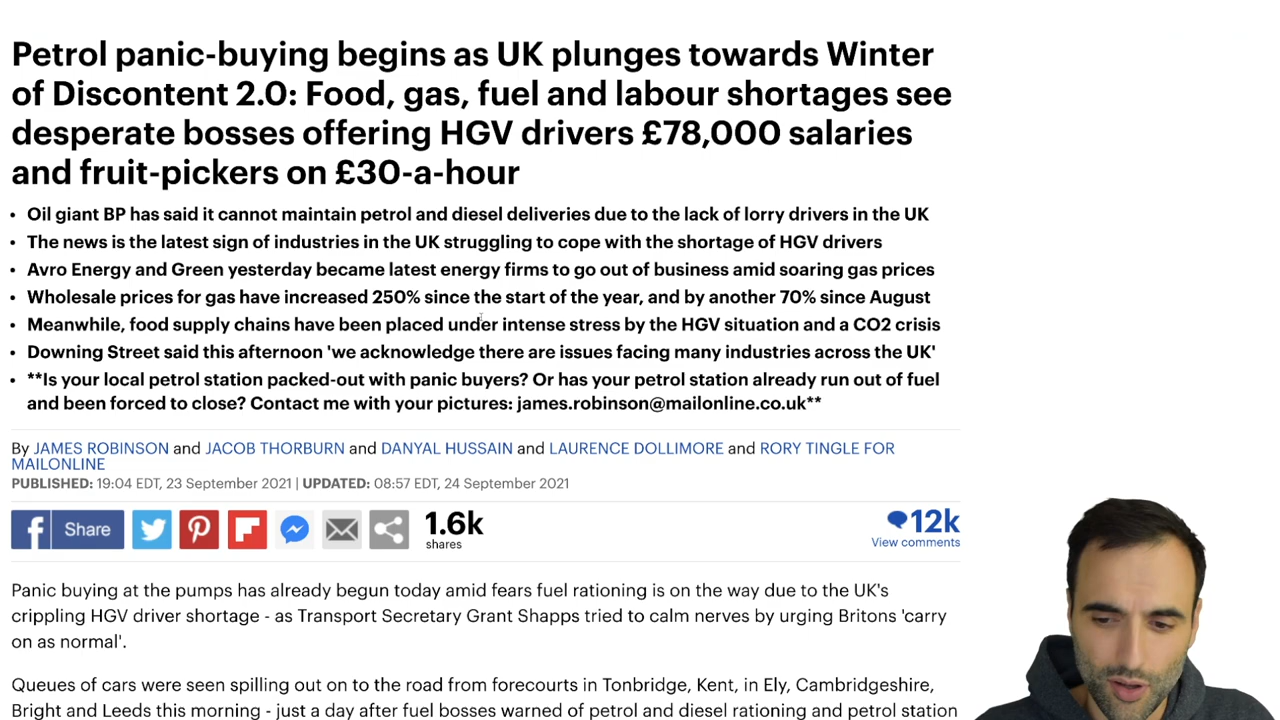 Petrol panic-buying begins as UK plunges towards Winter
of Discontent 2.0: Food, gas, fuel and labour shortages see
desperate bosses offering HGV drivers £78,000 salaries
and fruit-pickers on £30-a-hour
• Oil giant BP has said it cannot maintain petrol and diesel deliveries due to the lack of lorry drivers in the UK
• The news is the latest sign of industries in the UK struggling to cope with the shortage of HGV drivers
• Avro Energy and Green yesterday became latest energy firms to go out of business amid soaring gas prices
• Wholesale prices for gas have increased 250% since the start of the year, and by another 70% since August
• Meanwhile, food supply chains have been placed under intense stress by the HGV situation and a CO2 crisis
• Downing Street said this afternoon 'we acknowledge there are issues facing many industries across the UK'
• **Is your local petrol station packed-out with panic buyers? Or has your petrol station already run out of fuel
and been forced to close? Contact me with your pictures: james.robinson@mailonline.co.uk**
By JAMES ROBINSON and JACOB THORBURN and DANYAL HUSSAIN and LAURENCE DOLLIMORE and RORY TINGLE FOR
MAILONLINE
PUBLISHED: 19:04 EDT, 23 September 2021 | UPDATED: 08:57 EDT, 24 September 2021
f Share
1.6k
shares
12k
View comments
Panic buying at the pumps has already begun today amid fears fuel rationing is on the way due to the UK's
crippling HGV driver shortage - as Transport Secretary Grant Shapps tried to calm nerves by urging Britons 'carry
on as normal'.
Queues of cars were seen spilling out on to the road from forecourts in Tonbridge, Kent, in Ely, Cambridgeshire,
Bright and Leeds this morning - just a day after fuel bosses warned of petrol and diesel rationing and petrol station